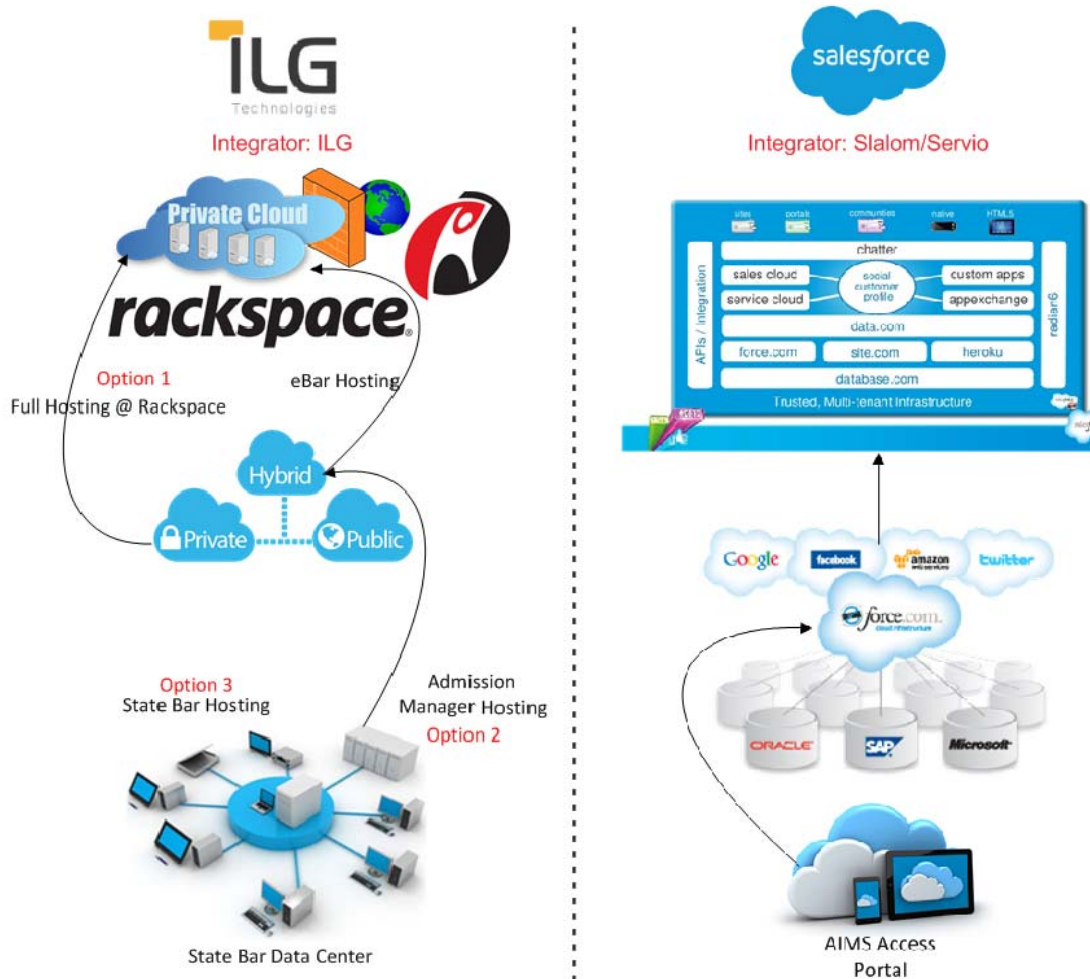 ILG
Technologies
Integrator: ILG
Private Cloud
rackspace®
Option 1
Full Hosting @ Rackspace
eBar Hosting
Hybrid
Private
Public
Option 3
State Bar Hosting
Admission
Manager Hosting
Option 2
State Bar Data Center
salesforce
Integrator: Slalom/Servio
sites
portals
communities
native
HTML5
chatter
APIs / Integration
sales cloud
social
customer
profile
custom apps
service cloud
appexchange
radian6
data.com
force.com
site.com
heroku
database.com
Trusted, Multi-tenant Infrastructure
Google
facebook
amazon
web services
twitter
force.com
cloud infrastructure
ORACLE
SAP
Microsoft
AIMS Access
Portal